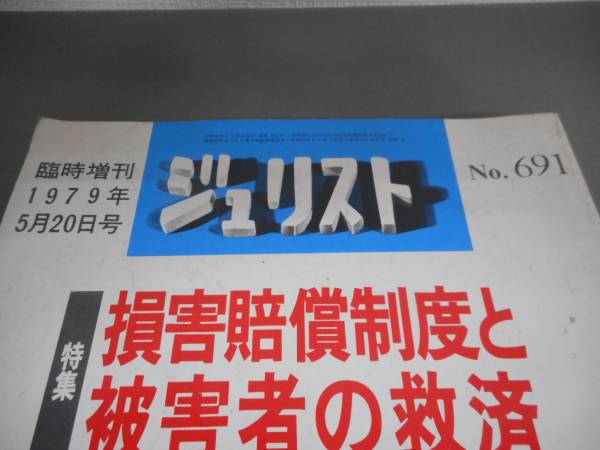 臨時増刊
1979年
5月20日号
ジュリスト
No. 691
特集
損害賠償制度と
被害者の救済